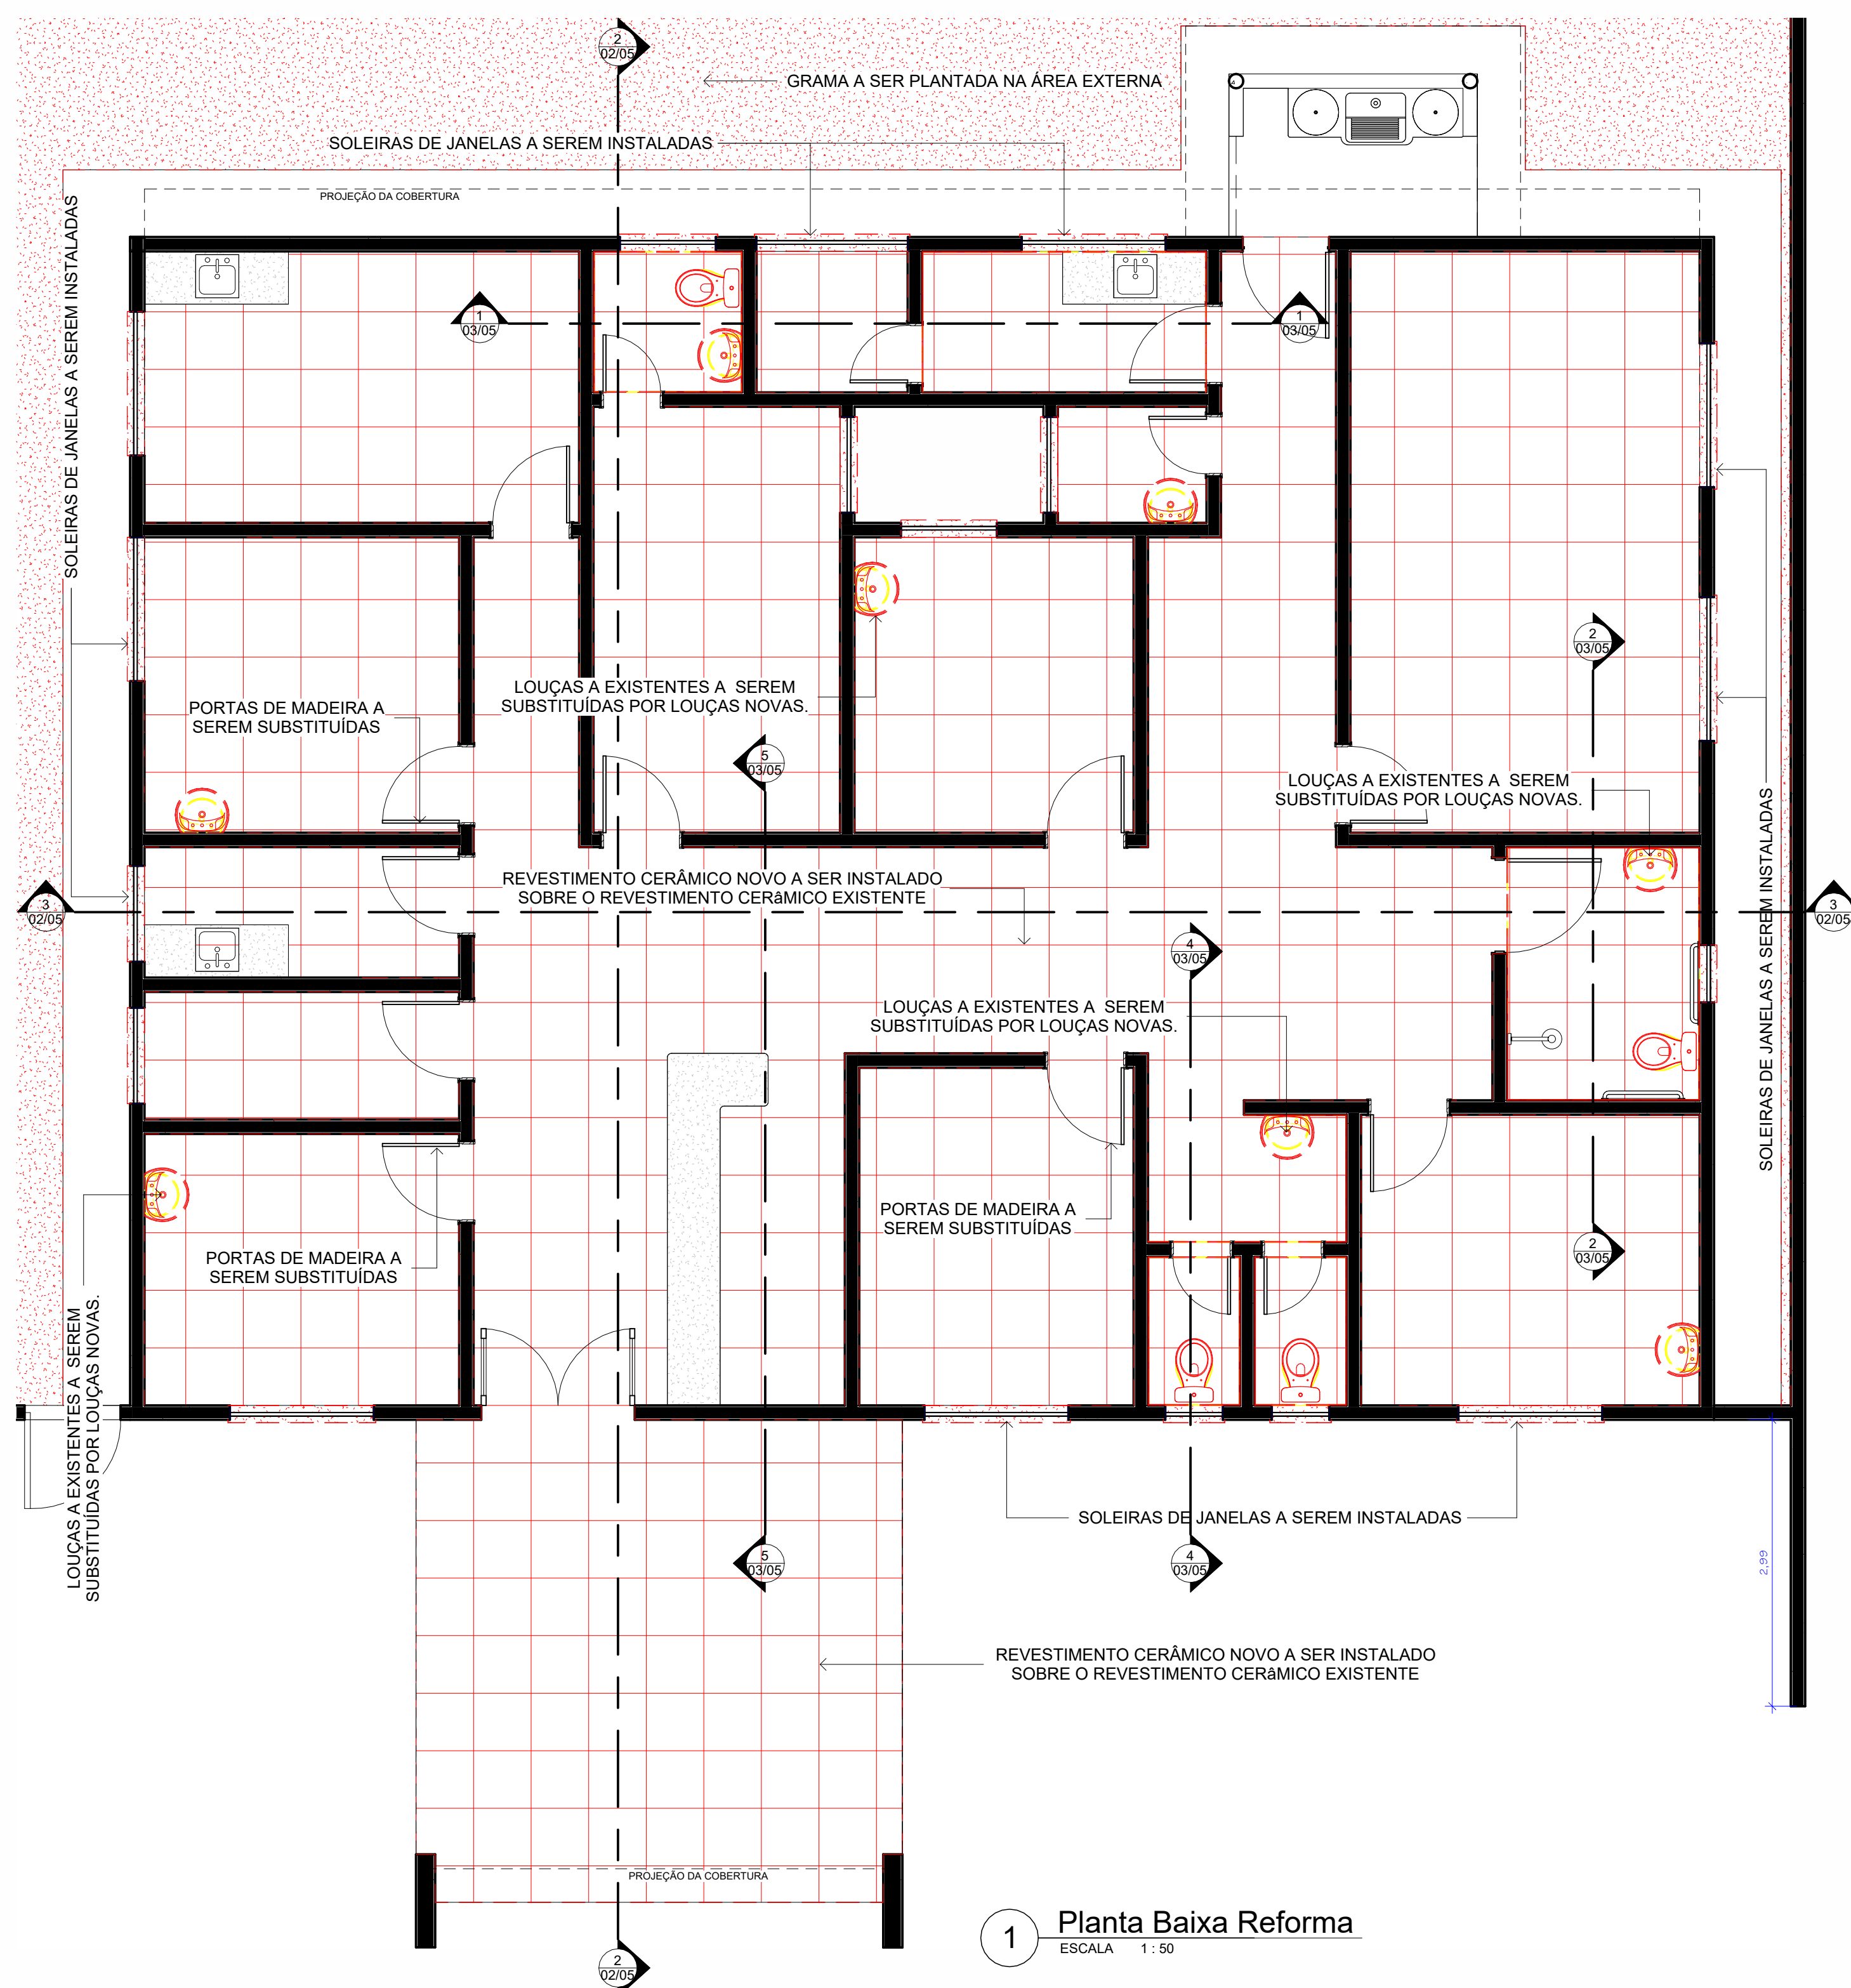 2
02/05
GRAMA A SER PLANTADA NA ÁREA EXTERNA
SOLEIRAS DE JANELAS A SEREM INSTALADAS
PROJEÇÃO DA COBERTURA
SOLEIRAS DE JANELAS A SEREM INSTALADAS
1
03/05
1
03/05
2
03/05
LOUÇAS A EXISTENTES A SEREM
SUBSTITUÍDAS POR LOUÇAS NOVAS.
PORTAS DE MADEIRA A
SEREM SUBSTITUÍDAS
5
03/05
LOUÇAS A EXISTENTES A SEREM
SUBSTITUÍDAS POR LOUÇAS NOVAS.
SOLEIRAS DE JANELAS A SEREM INSTALADAS
REVESTIMENTO CERÂMICO NOVO A SER INSTALADO
SOBRE O REVESTIMENTO CERâMICO EXISTENTE
3
02/05
3
02/05
4
03/05
LOUÇAS A EXISTENTES A SEREM
SUBSTITUÍDAS POR LOUÇAS NOVAS.
PORTAS DE MADEIRA A
SEREM SUBSTITUÍDAS
PORTAS DE MADEIRA A
SEREM SUBSTITUÍDAS
2
03/05
LOUÇAS A EXISTENTES A SEREM
SUBSTITUÍDAS POR LOUÇAS NOVAS.
SOLEIRAS DE JANELAS A SEREM INSTALADAS
5
03/05
4
03/05
2,99
REVESTIMENTO CERÂMICO NOVO A SER INSTALADO
SOBRE O REVESTIMENTO CERâMICO EXISTENTE
PROJEÇÃO DA COBERTURA
1
Planta Baixa Reforma
ESCALA 1 : 50
2
02/05